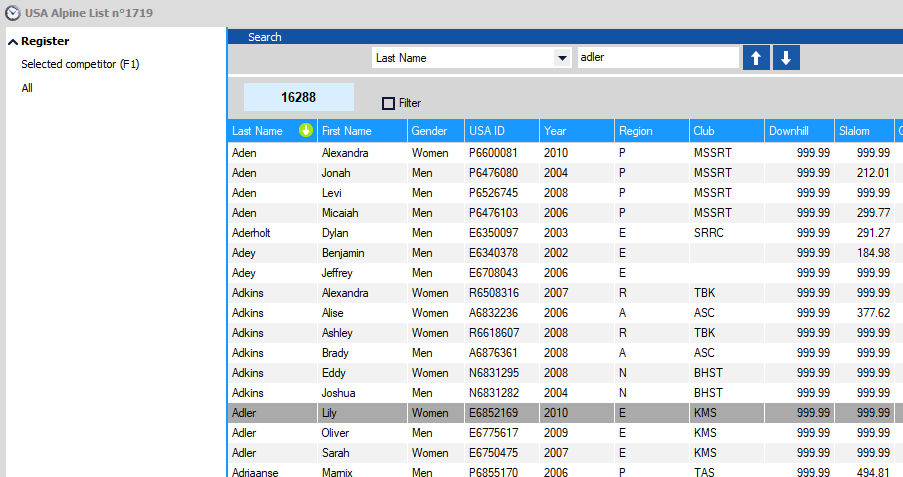 USA Alpine List n°1719
Register
Selected competitor (F1)
All
Search
Last Name adler
16288 Filter
Last Name First Name Gender USA ID Year Region Club Downhill Slalom
Aden Alexandra Women P6600081 2010 P MSSRT 999.99 999.99
Aden Jonah Men P6476080 2004 P MSSRT 999.99 212.01
Aden Levi Men P6526745 2008 P MSSRT 999.99 999.99
Aden Micaiah Men P6476103 2006 P MSSRT 999.99 299.77
Aderholt Dylan Men E6350097 2003 E SRRC 999.99 291.27
Adey Benjamin Men E6340378 2002 E 999.99 184.98
Adey Jeffrey Men E6708043 2006 E 999.99 999.99
Adkins Alexandra Women R6508316 2007 R TBK 999.99 999.99
Adkins Alise Women A6832236 2006 A ASC 999.99 377.62
Adkins Ashley Women R6618607 2008 R TBK 999.99 999.99
Adkins Brady Men A6876361 2008 A ASC 999.99 999.99
Adkins Eddy Women N6831295 2008 N BHST 999.99 999.99
Adkins Joshua Men N6831282 2004 N BHST 999.99 999.99
Adler Lily Women E6852169 2010 E KMS 999.99 999.99
Adler Oliver Men E6775617 2009 E KMS 999.99 999.99
Adler Sarah Women E6750475 2007 E KMS 999.99 999.99
Adriaanse Marnix Men P6855170 2006 P TAS 999.99 494.81